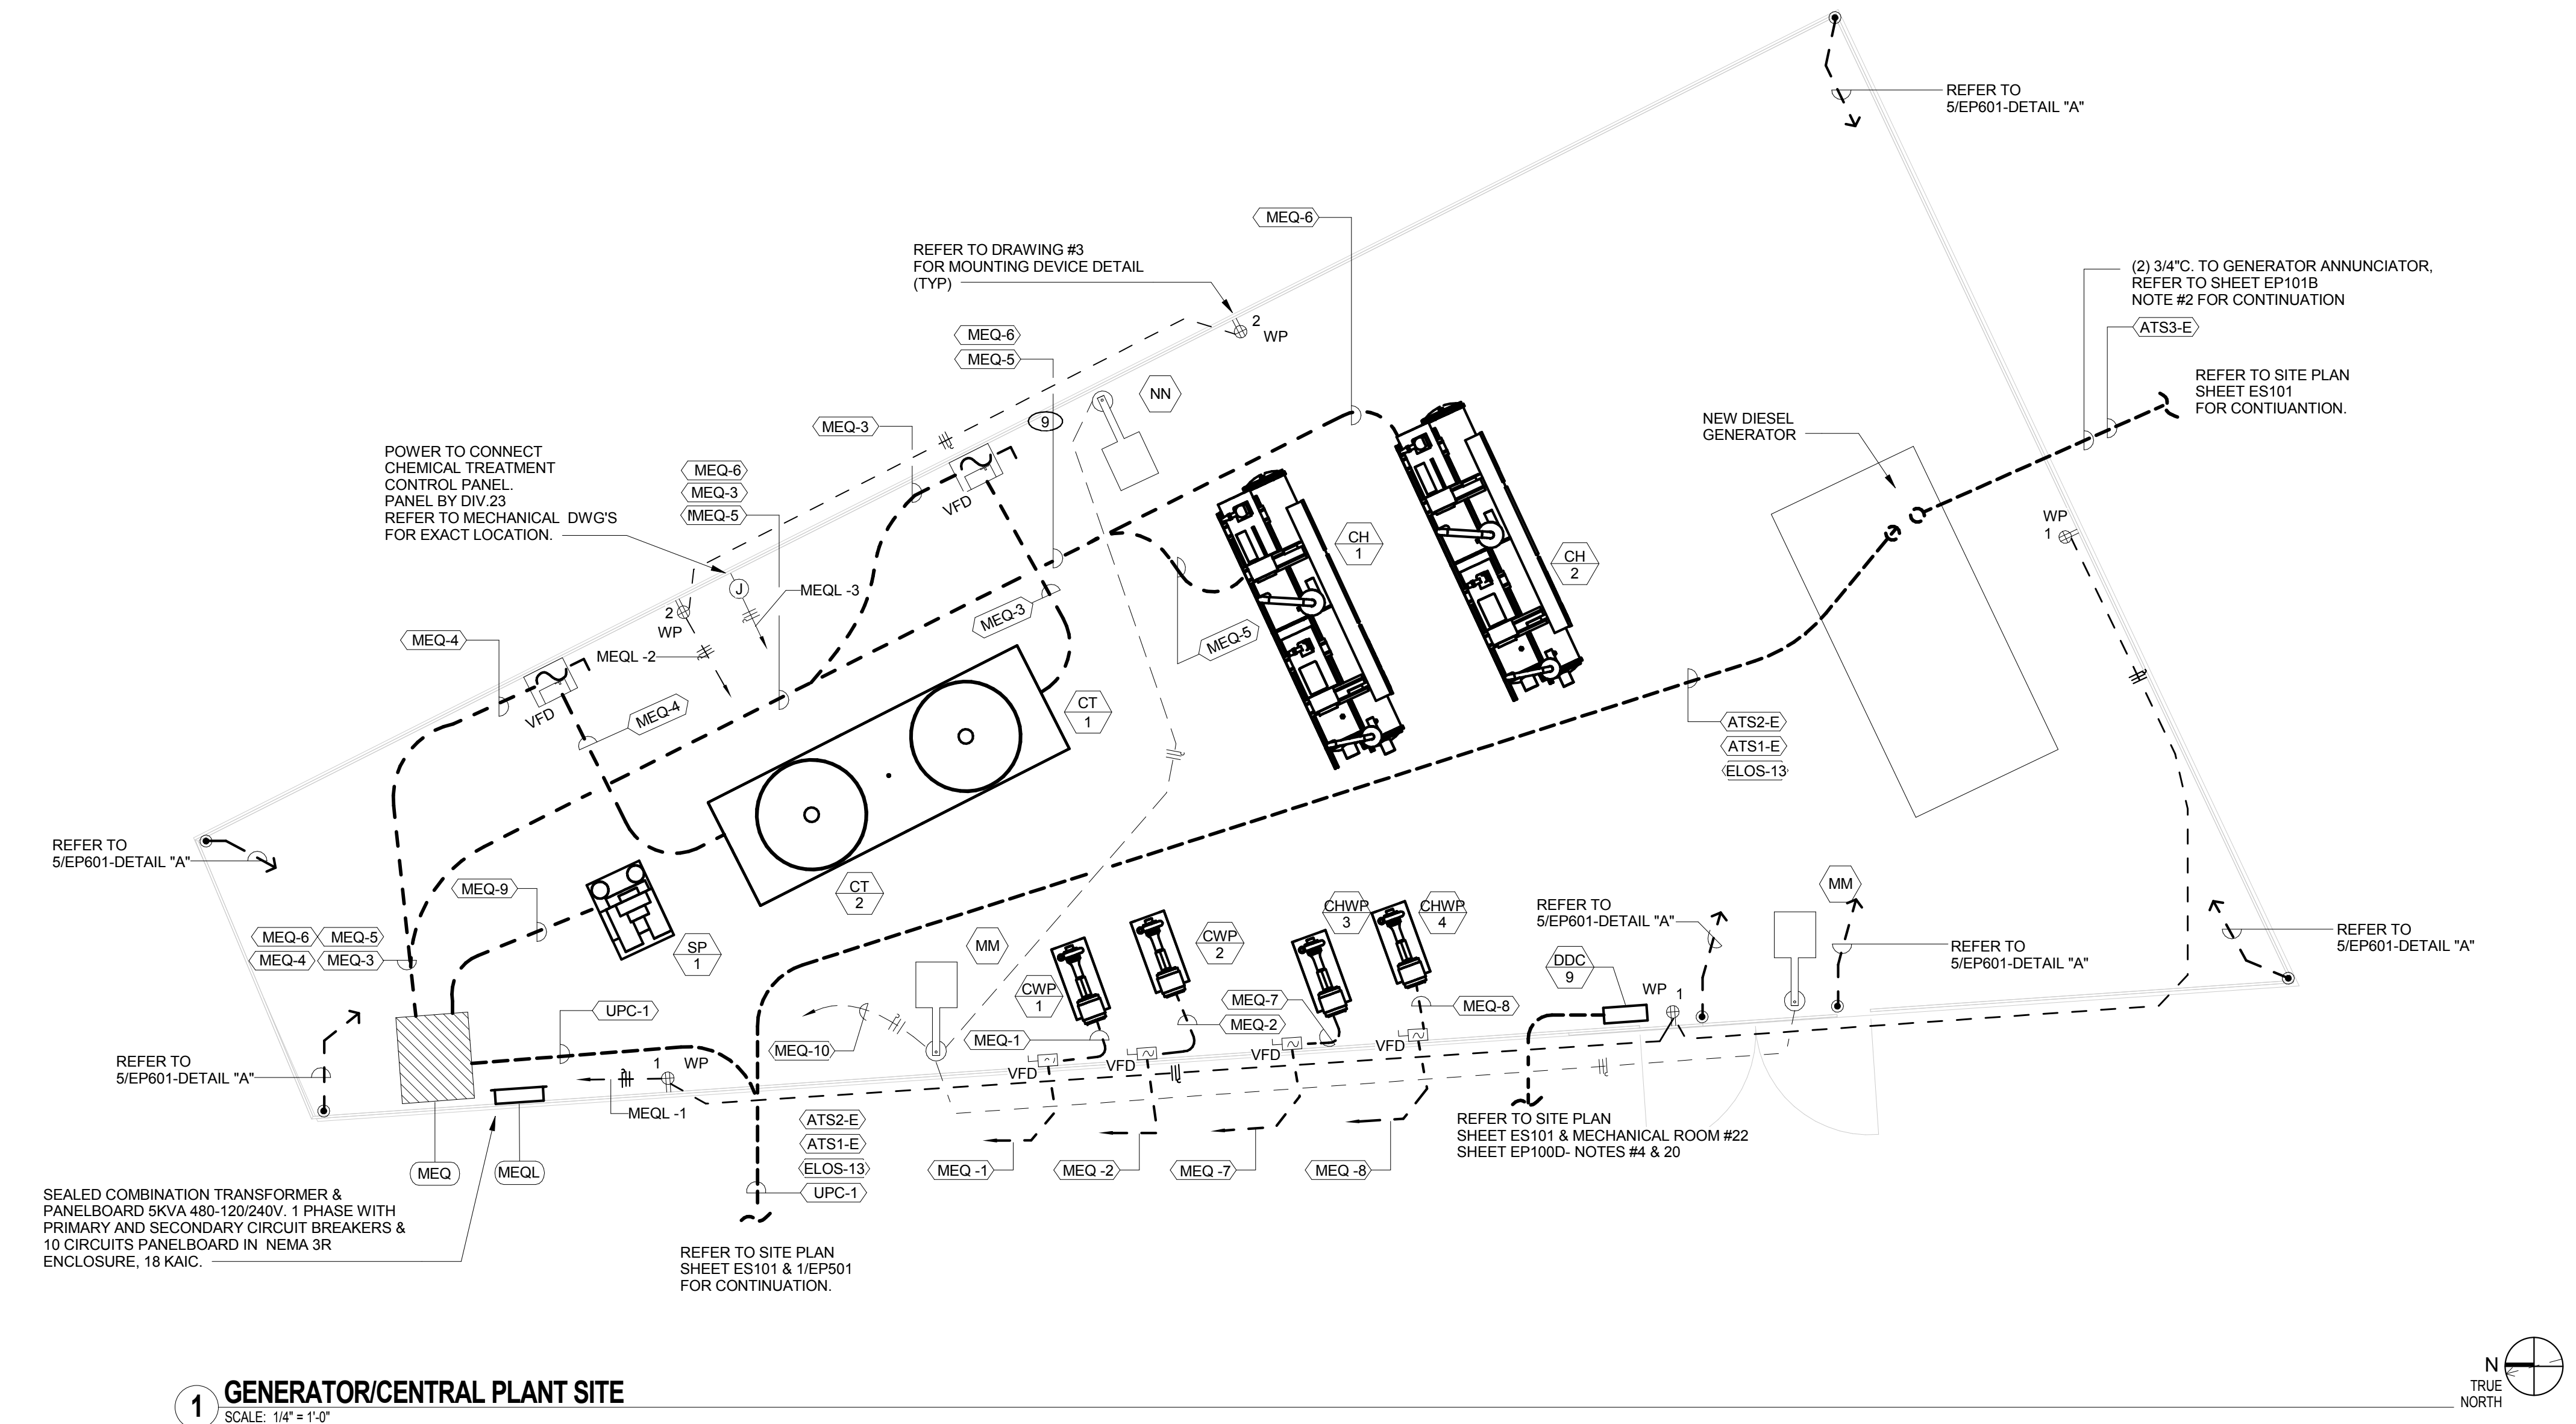 REFER TO
5/EP601-DETAIL "A"
MEQ-6
REFER TO DRAWING #3
FOR MOUNTING DEVICE DETAIL
(TYP)
2
WP
(2) 3/4"C. TO GENERATOR ANNUNCIATOR,
REFER TO SHEET EP101B
NOTE #2 FOR CONTINUATION
ATS3-E
MEQ-6
MEQ-5
NN
9
REFER TO SITE PLAN
SHEET ES101
FOR CONTIUANTION.
NEW DIESEL
GENERATOR
MEQ-3
POWER TO CONNECT
CHEMICAL TREATMENT
CONTROL PANEL.
PANEL BY DIV.23
REFER TO MECHANICAL DWG'S
FOR EXACT LOCATION.
MEQ-6
MEQ-3
MEQ-5
VFD
WP
1
CH
1
CH
2
J
MEQL -3
2
WP
MEQ-3
MEQ-5
MEQ-4
MEQL -2
VFD
MEQ-4
CT
1
ATS2-E
ATS1-E
ELOS-13
REFER TO
5/EP601-DETAIL "A"
MEQ-9
CT
2
MM
CHWP
3
CHWP
4
REFER TO
5/EP601-DETAIL "A"
MEQ-6
MEQ-5
MEQ-4
MEQ-3
SP
1
MM
CWP
2
REFER TO
5/EP601-DETAIL "A"
REFER TO
5/EP601-DETAIL "A"
DDC
9
CWP
1
WP
1
UPC-1
MEQ-7
MEQ-2
MEQ-8
MEQ-1
MEQ-10
REFER TO
5/EP601-DETAIL "A"
1
WP
VFD
VFD
VFD
VFD
MEQL -1
ATS2-E
ATS1-E
ELOS-13
UPC-1
REFER TO SITE PLAN
SHEET ES101 & MECHANICAL ROOM #22
SHEET EP100D- NOTES #4 & 20
MEQ
MEQL
MEQ -1
MEQ -2
MEQ -7
MEQ -8
SEALED COMBINATION TRANSFORMER &
PANELBOARD 5KVA 480-120/240V. 1 PHASE WITH
PRIMARY AND SECONDARY CIRCUIT BREAKERS &
10 CIRCUITS PANELBOARD IN NEMA 3R
ENCLOSURE, 18 KAIC.
REFER TO SITE PLAN
SHEET ES101 & 1/EP501
FOR CONTINUATION.
1
GENERATOR/CENTRAL PLANT SITE
SCALE: 1/4" = 1'-0"
N
TRUE
NORTH